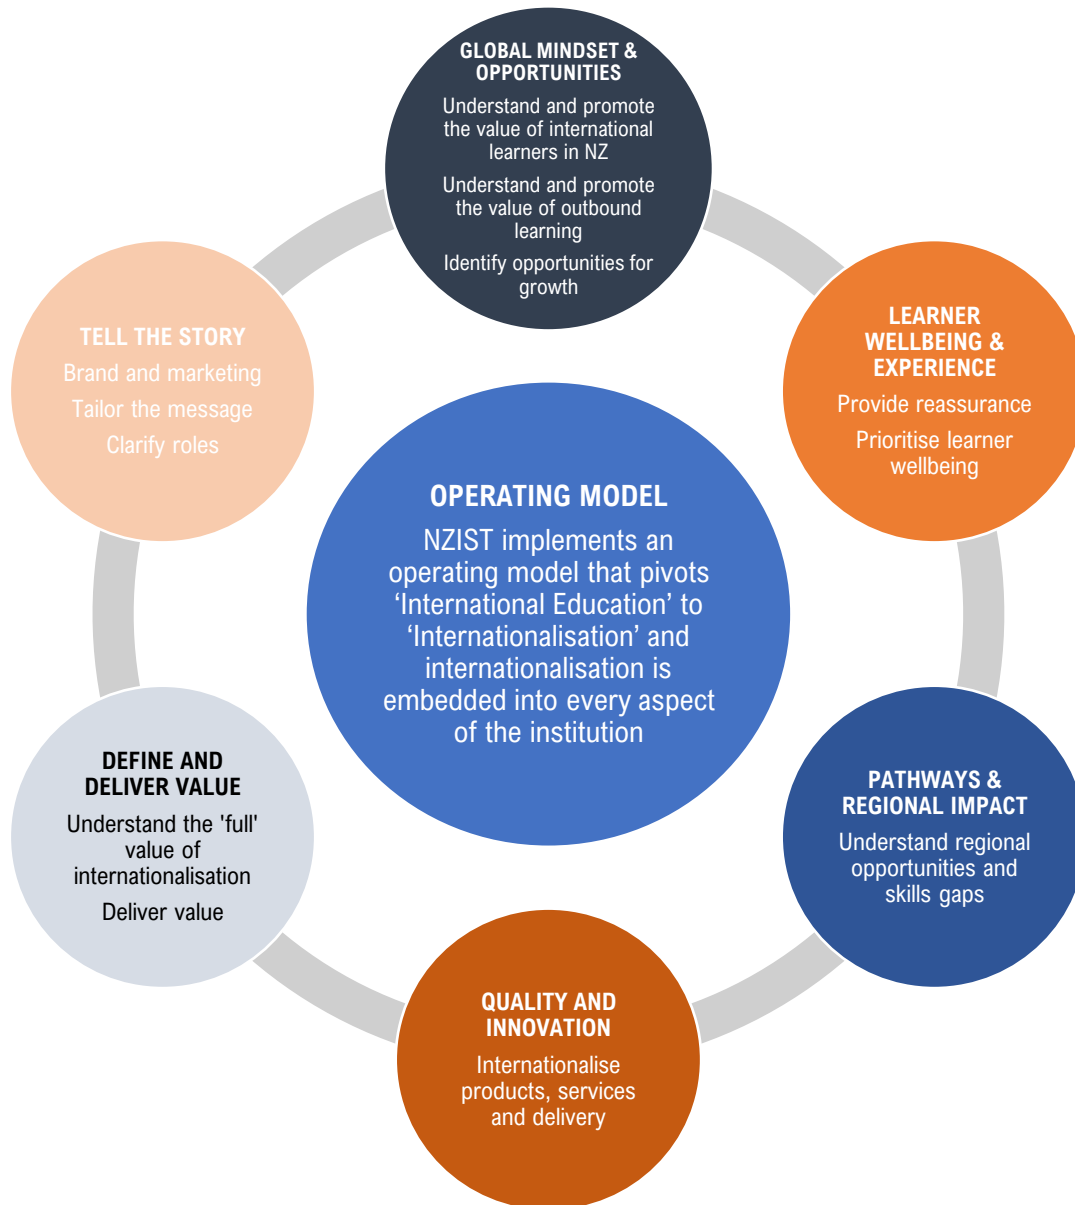 GLOBAL MINDSET &
OPPORTUNITIES
Understand and promote
the value of international
learners in NZ
Understand and promote
the value of outbound
learning
Identify opportunities for
growth
LEARNER
WELLBEING &
EXPERIENCE
Provide reassurance
Prioritise learner
wellbeing
PATHWAYS &
REGIONAL IMPACT
Understand regional
opportunities and
skills gaps
QUALITY AND
INNOVATION
Internationalise
products, services
and delivery
DEFINE AND
DELIVER VALUE
Understand the 'full'
value of
internationalisation
Deliver value
TELL THE STORY
Brand and marketing
Tailor the message
Clarify roles
OPERATING MODEL
NZIST implements an
operating model that pivots
‘International Education’ to
‘Internationalisation’ and
internationalisation is
embedded into every aspect
of the institution